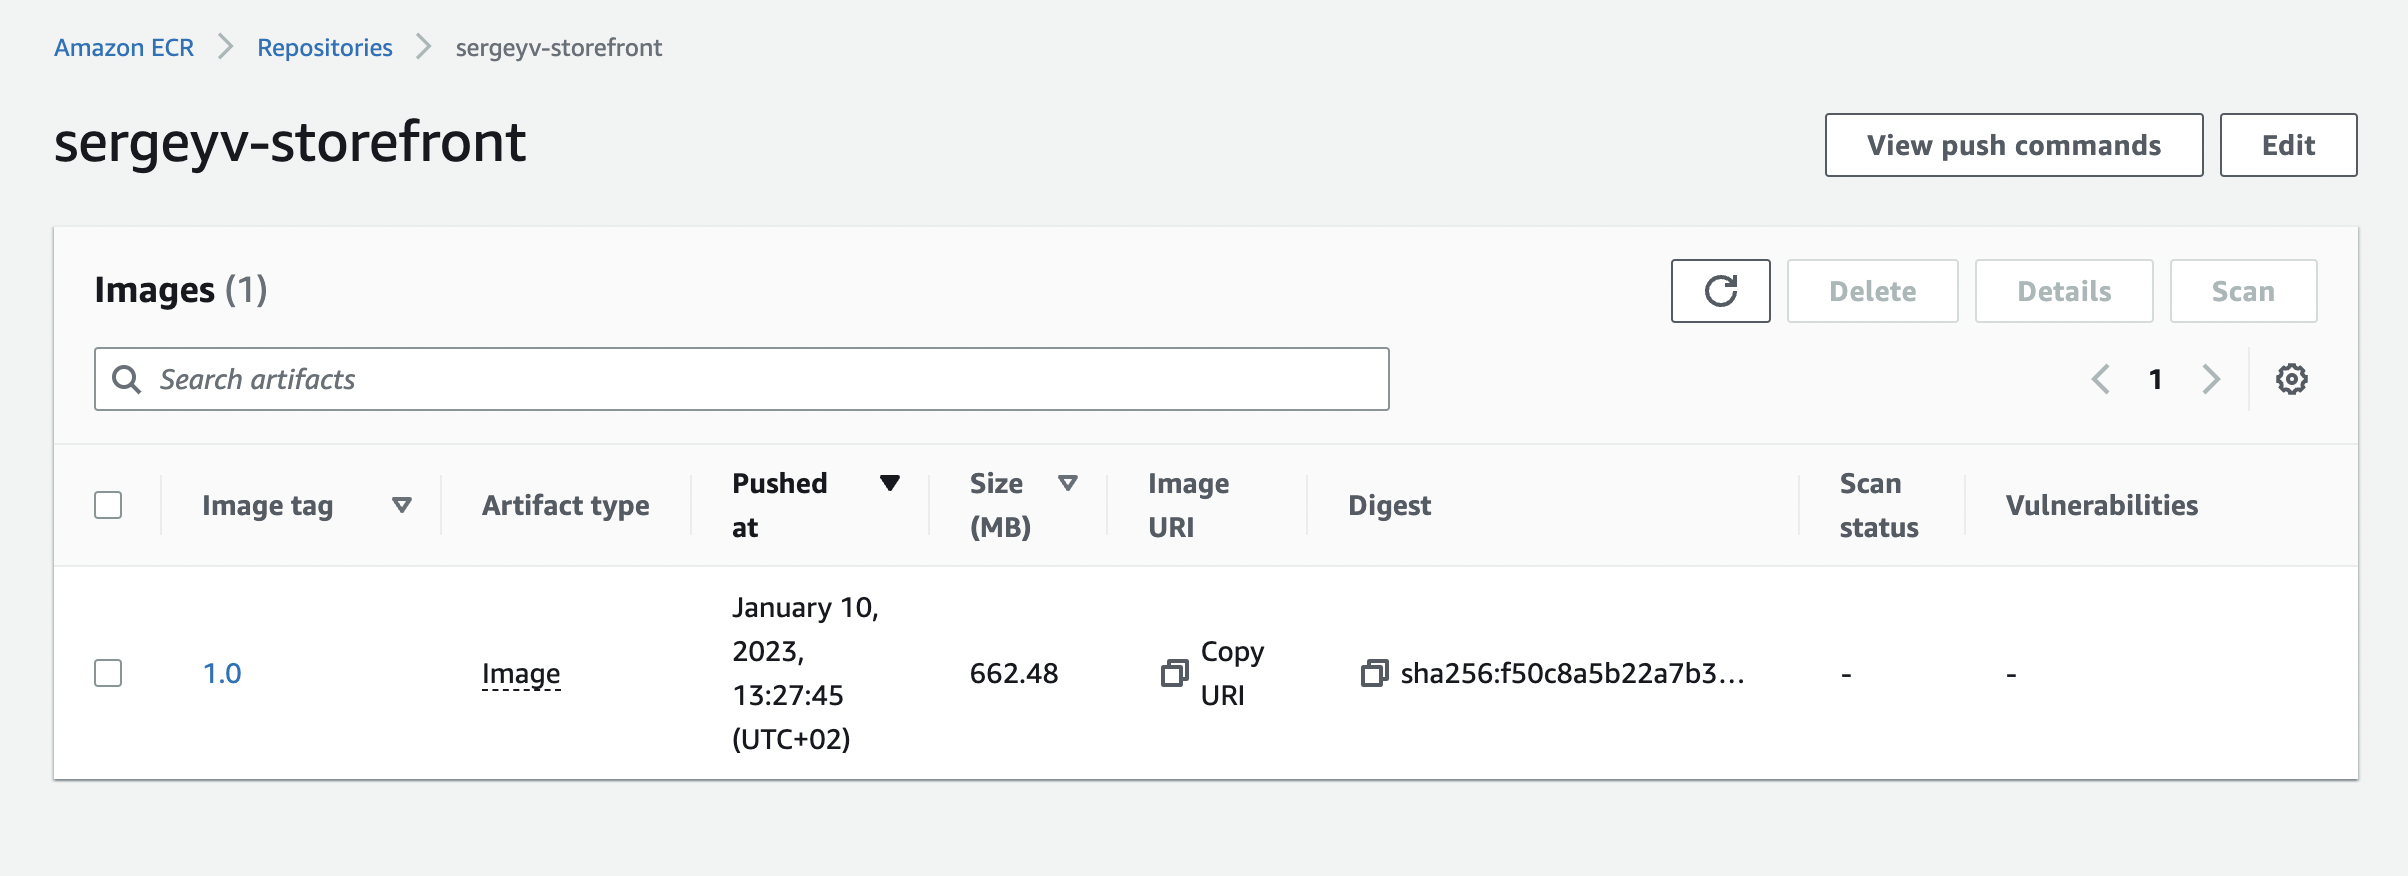 Amazon ECR > Repositories > sergeyv-storefront
sergeyv-storefront
View push commands
Edit
Images (1)
Delete
Details
Scan
Search artifacts
1
Image tag
Artifact type
Pushed
at
Size
(MB)
Image
URI
Digest
Scan
status
Vulnerabilities
1.0
Image
January 10,
2023,
13:27:45
(UTC+02)
662.48
Copy
URI
sha256:f50c8a5b22a7b3...
-
-